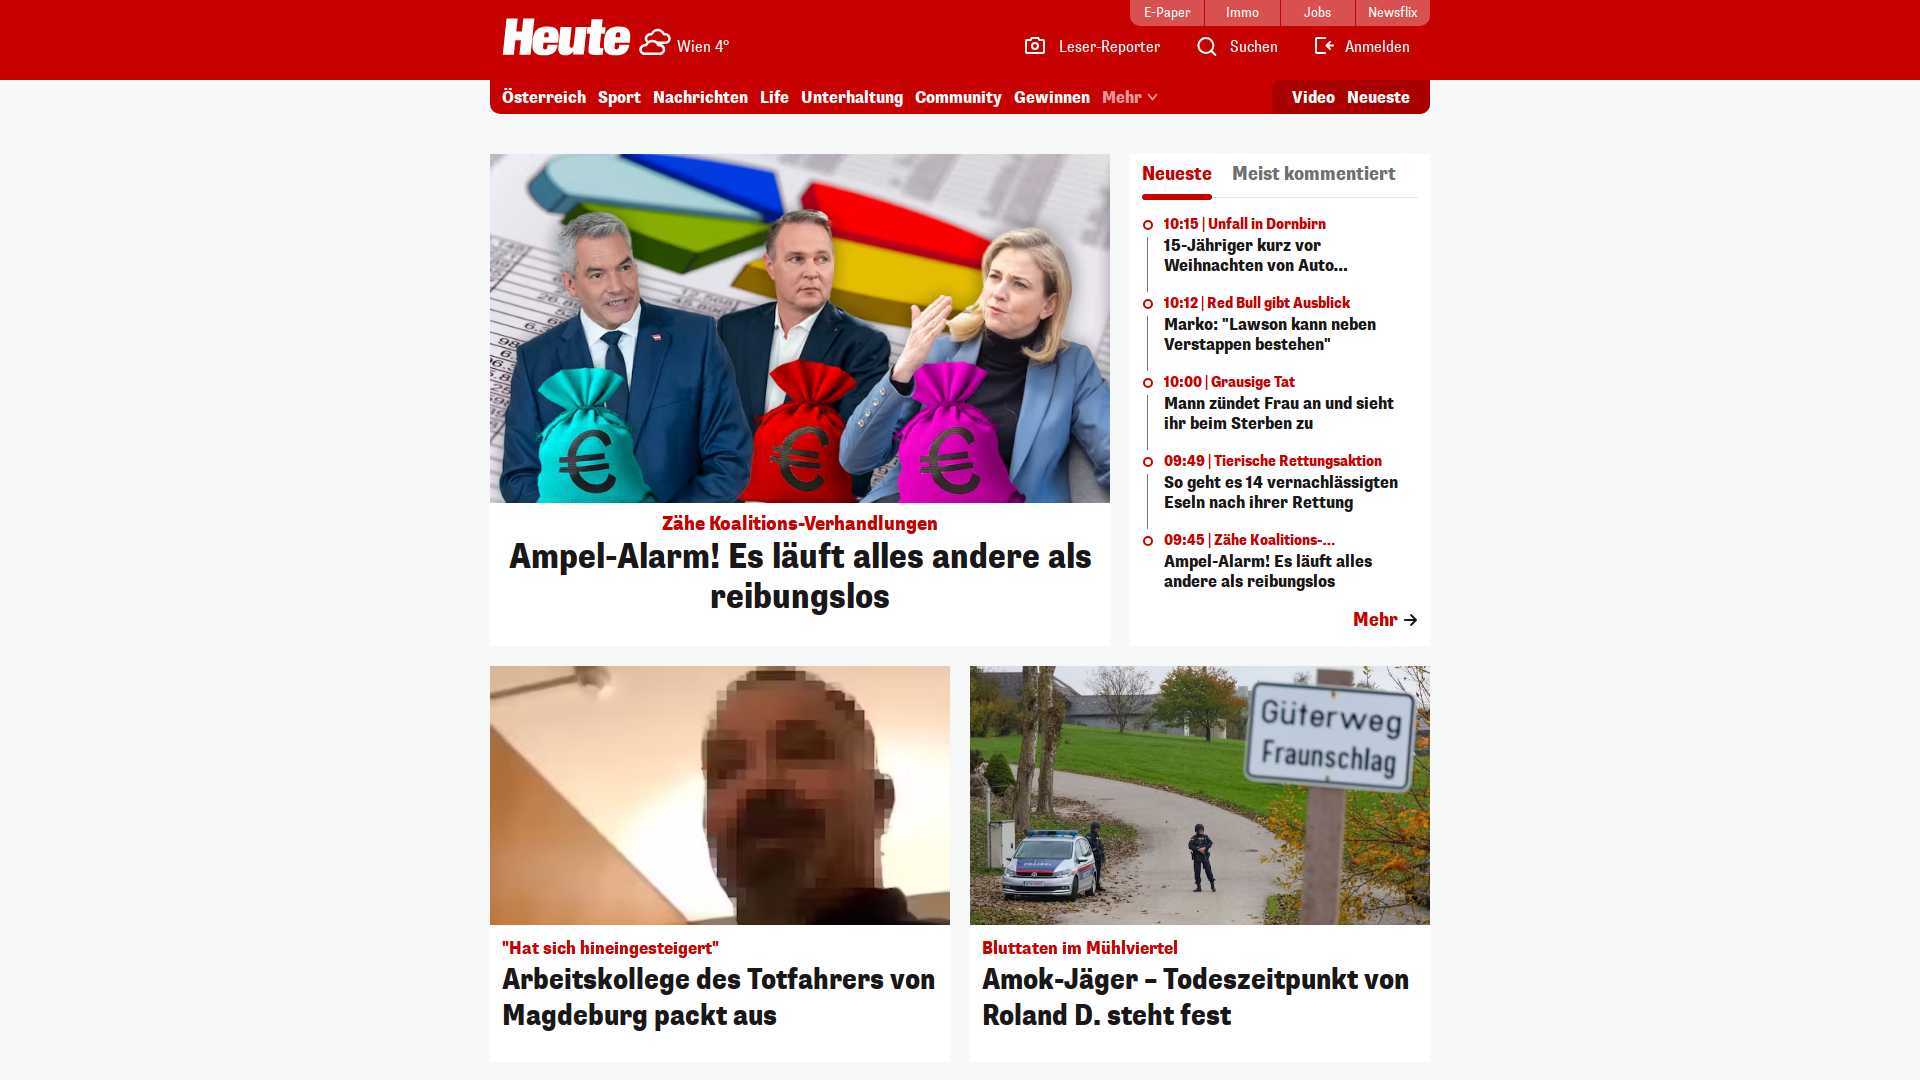 E-Paper
Immo
Jobs
Newsflix
Heute
Wien 4°
Leser-Reporter
Suchen
Anmelden
Österreich
Sport
Nachrichten
Life
Unterhaltung
Community
Gewinnen
Mehr
Video
Neueste
Zähe Koalitions-Verhandlungen
Ampel-Alarm! Es läuft alles andere als
reibungslos
Neueste
Meist kommentiert
10:15 | Unfall in Dornbirn
15-Jähriger kurz vor
Weihnachten von Auto...
10:12 | Red Bull gibt Ausblick
Marko: "Lawson kann neben
Verstappen bestehen"
10:00 | Grausige Tat
Mann zündet Frau an und sieht
ihr beim Sterben zu
09:49 | Tierische Rettungsaktion
So geht es 14 vernachlässigten
Eseln nach ihrer Rettung
09:45 | Zähe Koalitions-...
Ampel-Alarm! Es läuft alles
andere als reibungslos
Mehr
"Hat sich hineingesteigert"
Arbeitskollege des Totfahrers von
Magdeburg packt aus
Güterweg
Fraunschlag
Bluttaten im Mühlviertel
Amok-Jäger – Todeszeitpunkt von
Roland D. steht fest